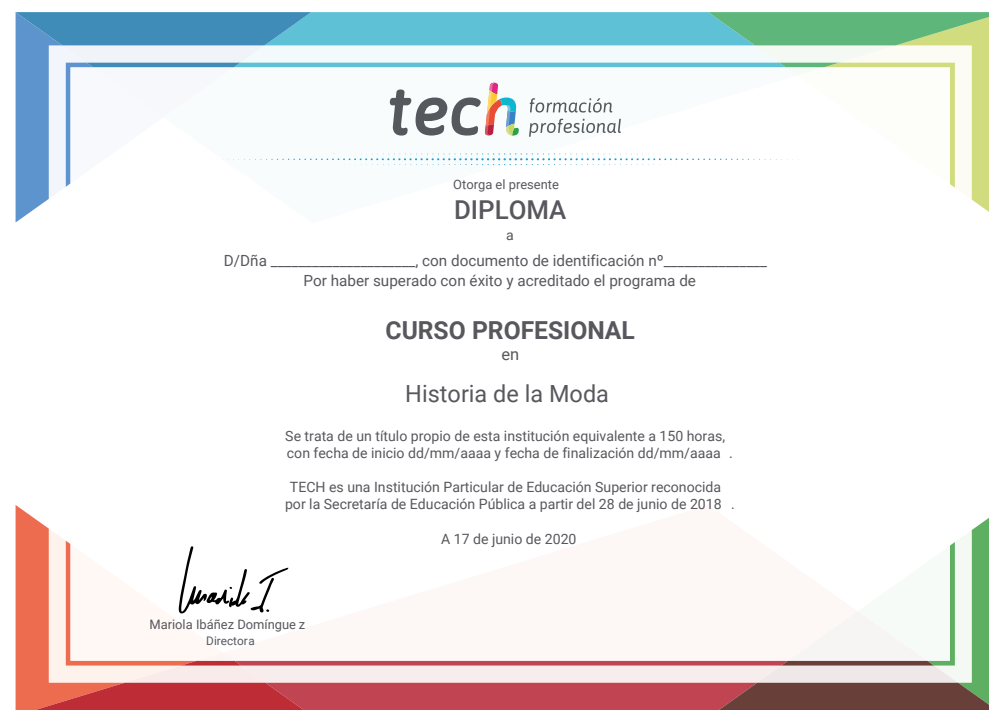 tech formación
profesional
Otorga el presente
DIPLOMA
a
D/Dña ____________________, con documento de identificación nº______________
Por haber superado con éxito y acreditado el programa de
CURSO PROFESIONAL
en
Historia de la Moda
Se trata de un título propio de esta institución equivalente a 150 horas,
con fecha de inicio dd/mm/aaaa y fecha de finalización dd/mm/aaaa .
TECH es una Institución Particular de Educación Superior reconocida
por la Secretaría de Educación Pública a partir del 28 de junio de 2018 .
A 17 de junio de 2020
Mariola Ibáñez Domíngue z
Directora